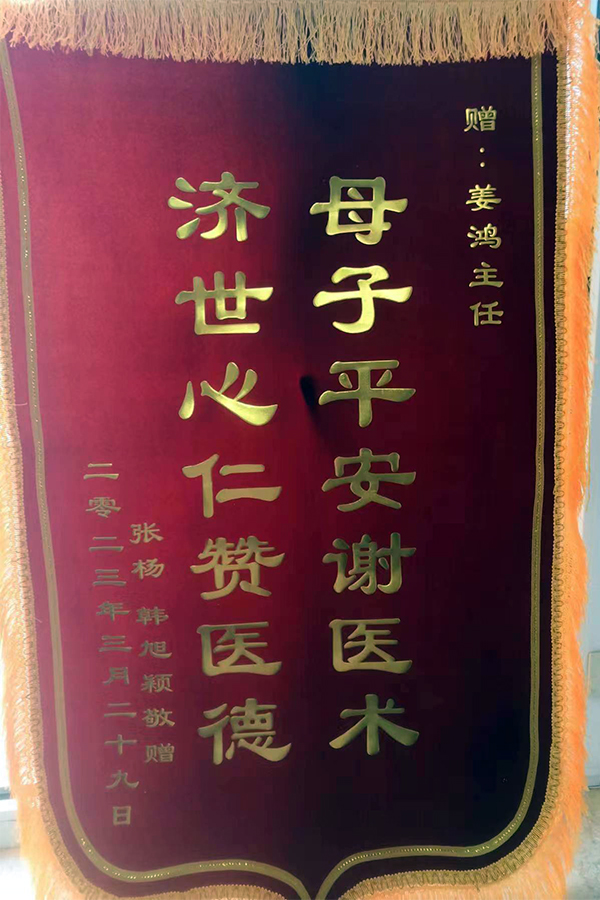 赠：姜鸿主任
母子平安谢医术
济世心仁赞医德
张杨 韩旭颖敬赠
二零二三年三月二十九日